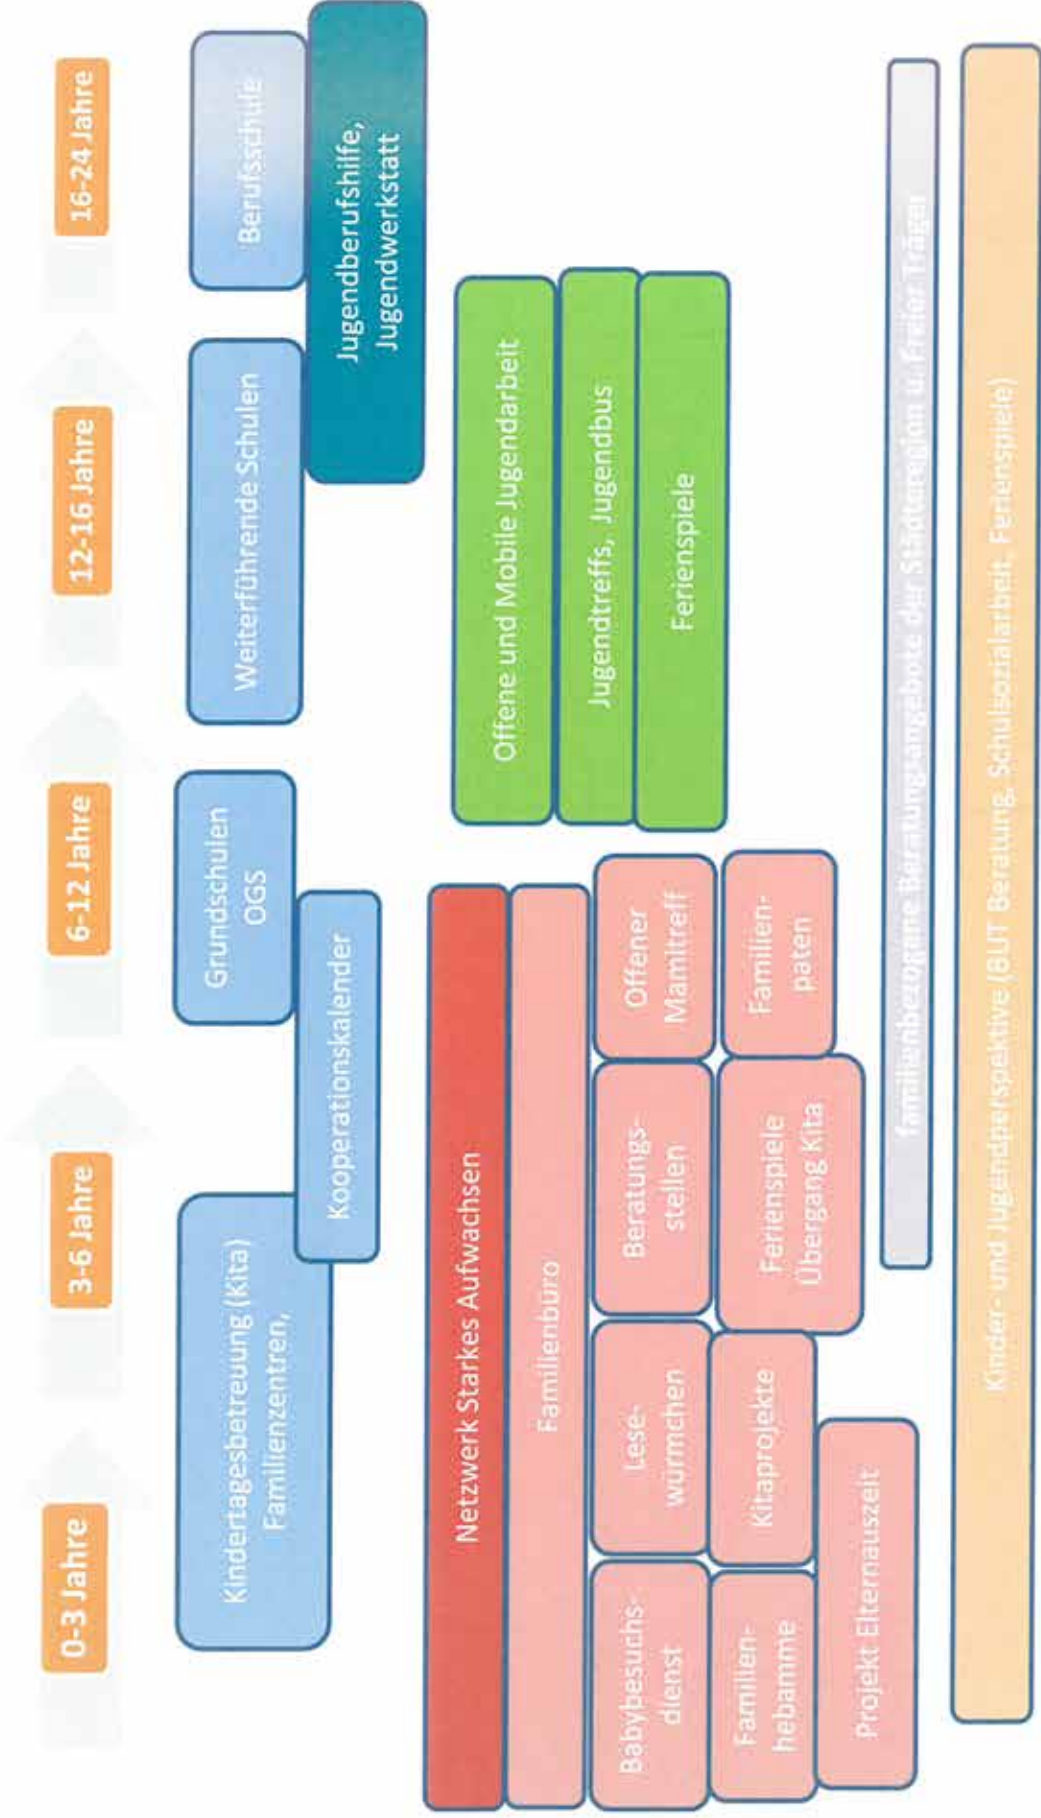 0-3 Jahre
3-6 Jahre
6-12 Jahre
12-16 Jahre
16-24 Jahre
Kindertagesbetreuung (Kita)
Familienzentren,
Grundschulen
OGS
Weiterführende Schulen
Berufsschule
Kooperationskalender
Jugendberufshilfe,
Jugendwerkstatt
Netzwerk Starkes Aufwachsen
Familienbüro
Offene und Mobile Jugendarbeit
Jugendtreffs, Jugendbus
Ferienspiele
Babybesuchs-
dienst
Lese-
würmchen
Beratungs-
stellen
Offener
Mamitreff
Familien-
hebamme
Kitaprojekte
Ferienspiele
Übergang Kita
Familien-
paten
Projekt Elternauszeit
familienbezogene Beratungsangebote der Städteregion u. Freier Träger
Kinder- und Jugendperspektive (BUT Beratung, Schulsozialarbeit, Ferienspiele)